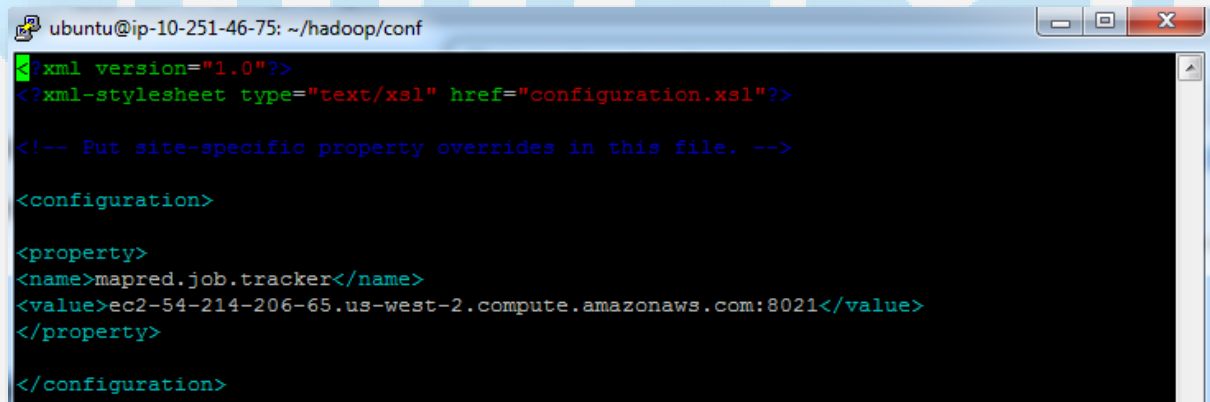 ubuntu@ip-10-251-46-75: ~/hadoop/conf
<?xml version="1.0"?>
<?xml-stylesheet type="text/xsl" href="configuration.xsl"?>
<!-- Put site-specific property overrides in this file. -->
<configuration>
<property>
<name>mapred.job.tracker</name>
<value>ec2-54-214-206-65.us-west-2.compute.amazonaws.com:8021</value>
</property>
</configuration>